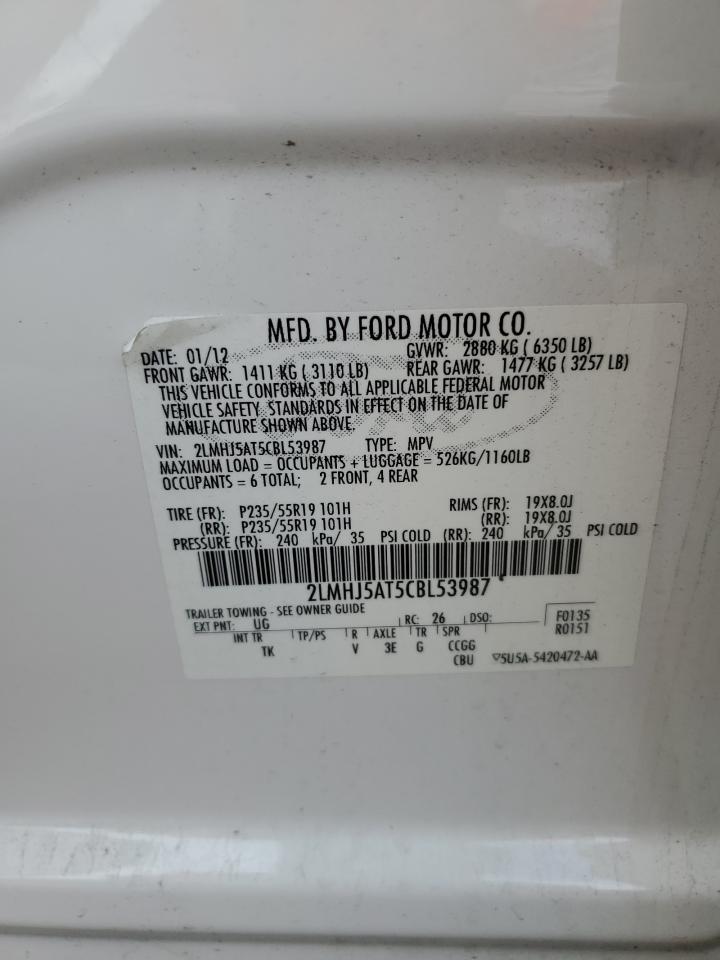 MFD. BY FORD MOTOR CO.
DATE: 01/12 GVWR: 2880 KG ( 6350 LB)
FRONT GAWR: 1411 KG ( 3110 LB) REAR GAWR: 1477 KG ( 3257 LB)
THIS VEHICLE CONFORMS TO ALL APPLICABLE FEDERAL MOTOR
VEHICLE SAFETY STANDARDS IN EFFECT ON THE DATE OF
MANUFACTURE SHOWN ABOVE.
VIN: 2LMHJ5AT5CBL53987 TYPE: MPV
MAXIMUM LOAD = OCCUPANTS + LUGGAGE = 526KG/1160LB
OCCUPANTS = 6 TOTAL; 2 FRONT, 4 REAR
TIRE (FR): P235/55R19 101H RIMS (FR): 19X8.0J
(RR): P235/55R19 101H (RR): 19X8.0J
PRESSURE (FR): 240 kPa/ 35 PSI COLD (RR): 240 kPa/ 35 PSI COLD
2LMHJ5AT5CBL53987
TRAILER TOWING - SEE OWNER GUIDE
EXT PNT: UG RC: 26 DSO: F0135
INT TR TP/PS R AXLE TR SPR R0151
TK V 3E G CCGG
CBU 5U5A-5420472-AA